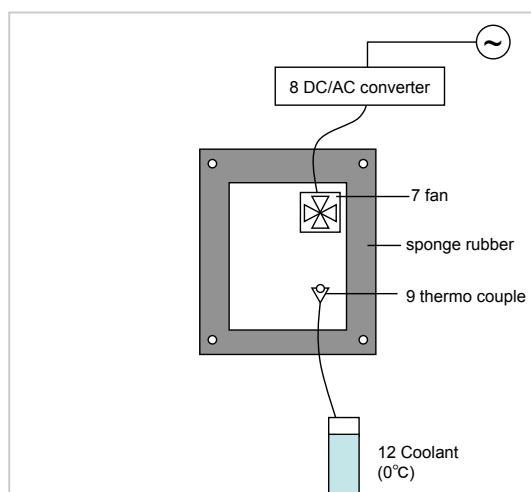 ~
8 DC/AC converter
7 fan
sponge rubber
9 thermo couple
12 Coolant
(0℃)